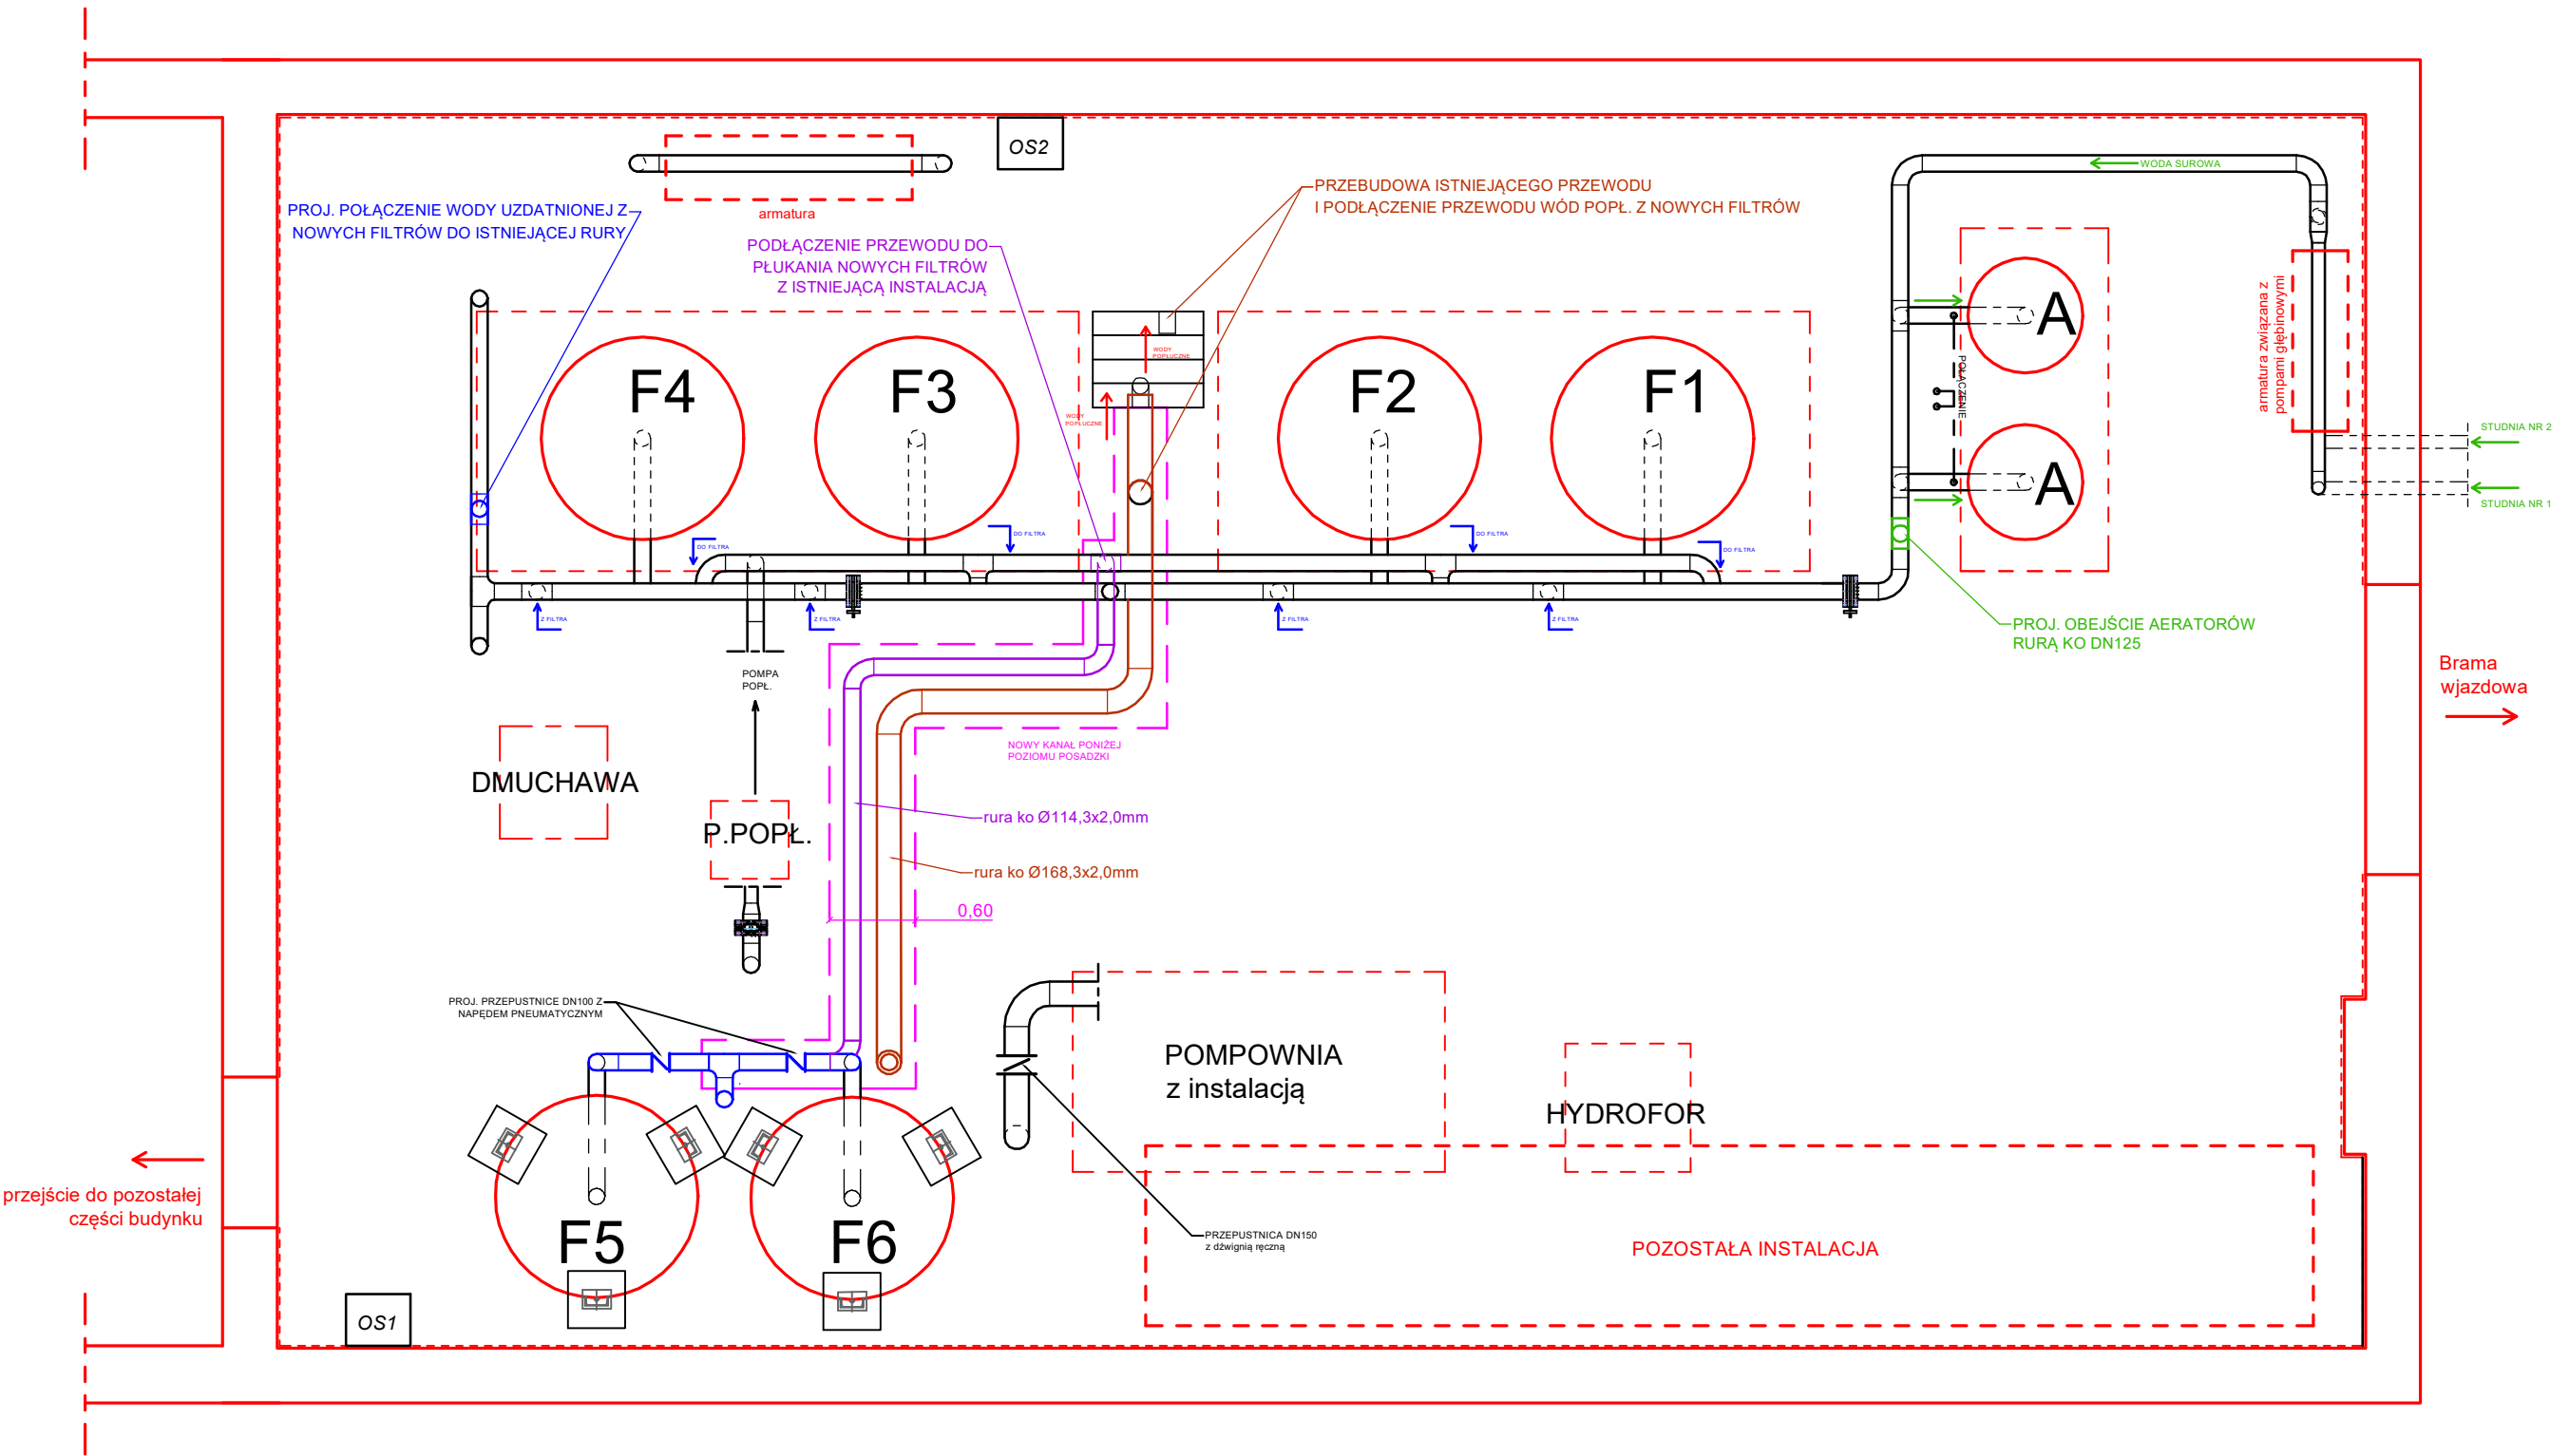 OS2
WODA SUROWA
armatura
PROJ. POŁĄCZENIE WODY UZDATNIONEJ Z
NOWYCH FILTRÓW DO ISTNIEJĄCEJ RURY
PODŁĄCZENIE PRZEWODU DO
PŁUKANIA NOWYCH FILTRÓW
Z ISTNIEJĄCĄ INSTALACJĄ
PRZEBUDOWA ISTNIEJĄCEGO PRZEWODU
I PODŁĄCZENIE PRZEWODU WÓD POPŁ. Z NOWYCH FILTRÓW
armatura związana z
pompami głębinowymi
F4
F3
F2
F1
A
A
POŁĄCZENIE
WODY
POPŁUCZNE
WODY
POPŁUCZNE
STUDNIA NR 2
STUDNIA NR 1
DO FILTRA
DO FILTRA
DO FILTRA
DO FILTRA
Z FILTRA
Z FILTRA
Z FILTRA
Z FILTRA
PROJ. OBEJŚCIE AERATORÓW
RURĄ KO DN125
Brama
wjazdowa
POMPA
POPŁ.
NOWY KANAŁ PONIŻEJ
POZIOMU POSADZKI
DMUCHAWA
P.POPŁ.
rura ko Ø114,3x2,0mm
rura ko Ø168,3x2,0mm
0,60
PROJ. PRZEPUSTNICE DN100 Z
NAPĘDEM PNEUMATYCZNYM
POMPOWNIA
z instalacją
HYDROFOR
przejście do pozostałej
części budynku
F5
F6
PRZEPUSTNICA DN150
z dźwignią ręczną
POZOSTAŁA INSTALACJA
OS1